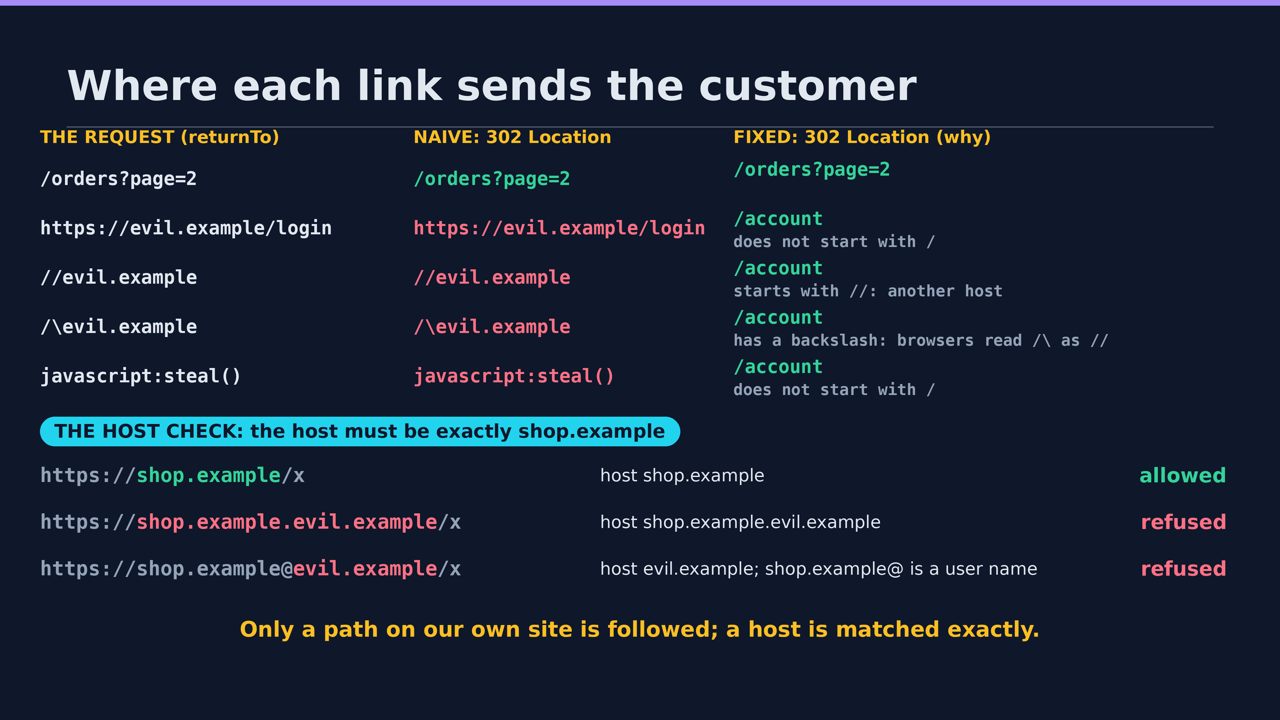 Where each link sends the customer
THE REQUEST (returnTo) NAIVE: 302 Location FIXED: 302 Location (why)
/orders?page=2 /orders?page=2 /orders?page=2
https://evil.example/login https://evil.example/login /account
does not start with /
//evil.example //evil.example /account
starts with //: another host
/\evil.example /\evil.example /account
has a backslash: browsers read /\ as //
javascript:steal() javascript:steal() /account
does not start with /
THE HOST CHECK: the host must be exactly shop.example
https://shop.example/x host shop.example allowed
https://shop.example.evil.example/x host shop.example.evil.example refused
https://shop.example@evil.example/x host evil.example; shop.example@ is a user name refused
Only a path on our own site is followed; a host is matched exactly.